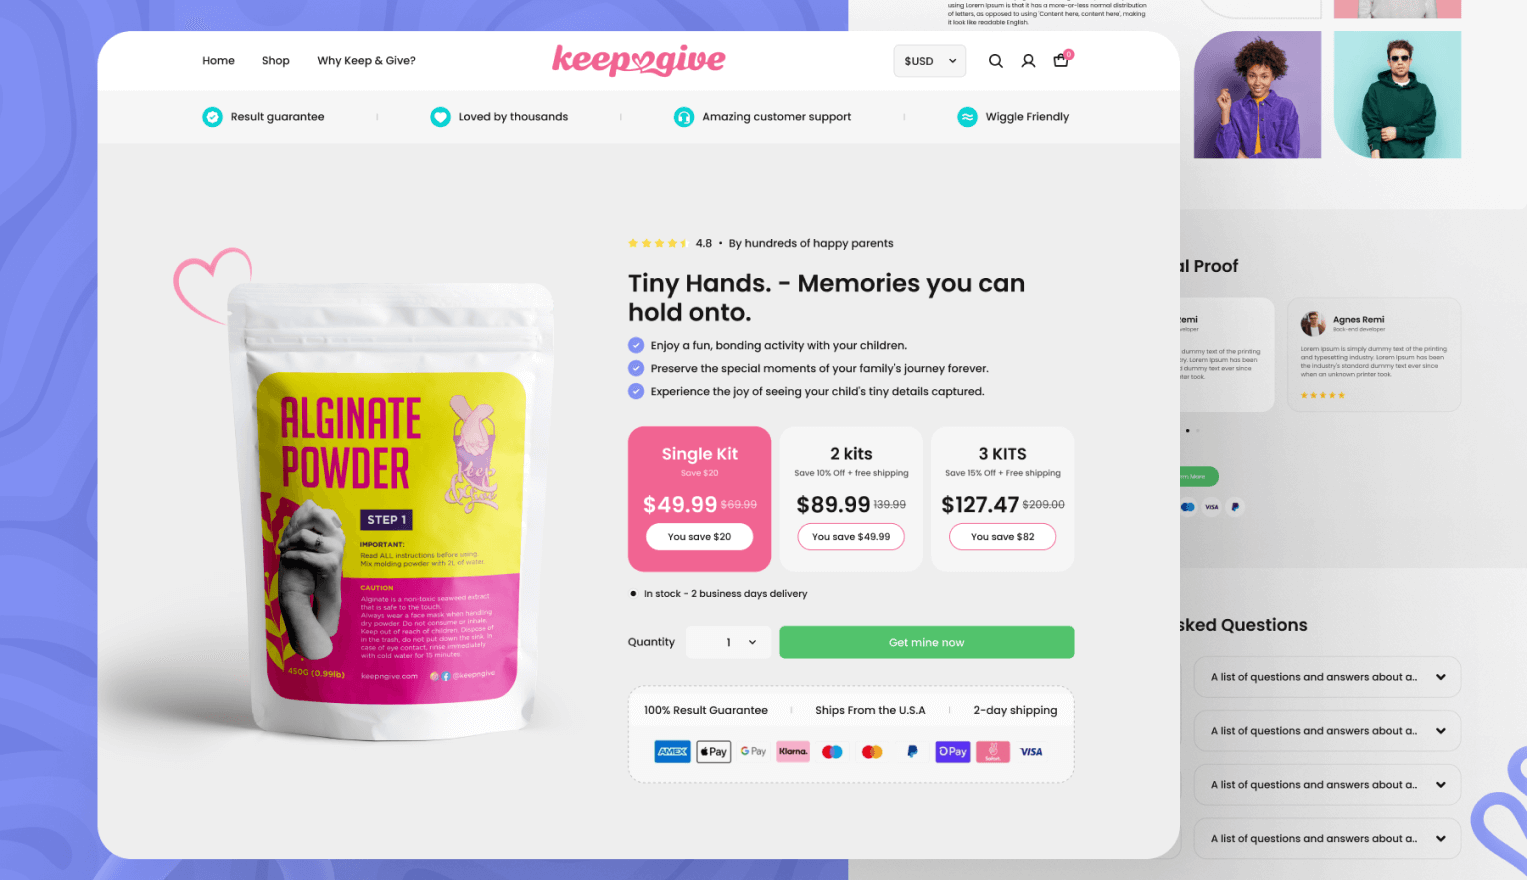 using Lorem Ipsum is that it has a more-or-less normal distribution
of letters, as opposed to using 'Content here, content here', making
it look like readable English.
Home
Shop
Why Keep & Give?
keep give
$USD
0
Result guarantee
Loved by thousands
Amazing customer support
Wiggle Friendly
4.8 • By hundreds of happy parents
Tiny Hands. - Memories you can
hold onto.
Enjoy a fun, bonding activity with your children.
Preserve the special moments of your family's journey forever.
Experience the joy of seeing your child's tiny details captured.
Single Kit
Save $20
$49.99 $69.99
You save $20
2 kits
Save 10% Off + free shipping
$89.99 139.99
You save $49.99
3 KITS
Save 15% Off + Free shipping
$127.47 $209.00
You save $82
In stock - 2 business days delivery
Quantity
1
Get mine now
100% Result Guarantee
Ships From the U.S.A
2-day shipping
AMEX
Pay
G Pay
Klarna.
Pay
VISA
ALGINATE
POWDER
keep
STEP 1
IMPORTANT:
Read ALL instructions before using.
Mix molding powder with 2L of water.
CAUTION
Alginate is a non-toxic seaweed extract
that is safe to the touch.
Always wear a face mask when handling
dry powder. Do not consume or inhale.
Keep out of reach of children. Dispose of
in the trash, do not put down the sink. In
case of eye contact, rinse immediately
with cold water for 15 minutes.
450G (0.99lb)
keepngive.com
@keepngive
al Proof
Remi
dummy text of the printing
ry. Lorem Ipsum has been
d dummy text ever since
nter took.
Agnes Remi
Back-end developer
Lorem Ipsum is simply dummy text of the printing
and typesetting industry. Lorem Ipsum has been
the industry's standard dummy text ever since
when an unknown printer took.
More
VISA
sked Questions
A list of questions and answers about a..
A list of questions and answers about a..
A list of questions and answers about a..
A list of questions and answers about a..